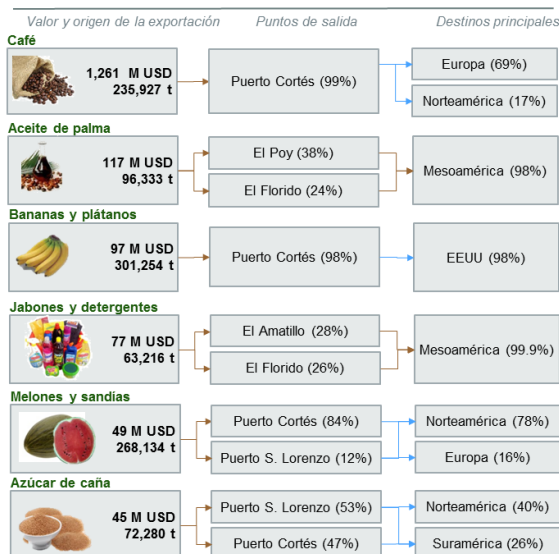 Valor y origen de la exportación Puntos de salida Destinos principales
Café
1,261 M USD
235,927 t
Puerto Cortés (99%)
Europa (69%)
Norteamérica (17%)
Aceite de palma
117 M USD
96,333 t
El Poy (38%)
El Florido (24%)
Mesoamérica (98%)
Bananas y plátanos
97 M USD
301,254 t
Puerto Cortés (98%)
EEUU (98%)
Jabones y detergentes
77 M USD
63,216 t
El Amatillo (28%)
El Florido (26%)
Mesoamérica (99.9%)
Melones y sandías
49 M USD
268,134 t
Puerto Cortés (84%)
Puerto S. Lorenzo (12%)
Norteamérica (78%)
Europa (16%)
Azúcar de caña
45 M USD
72,280 t
Puerto S. Lorenzo (53%)
Puerto Cortés (47%)
Norteamérica (40%)
Suramérica (26%)